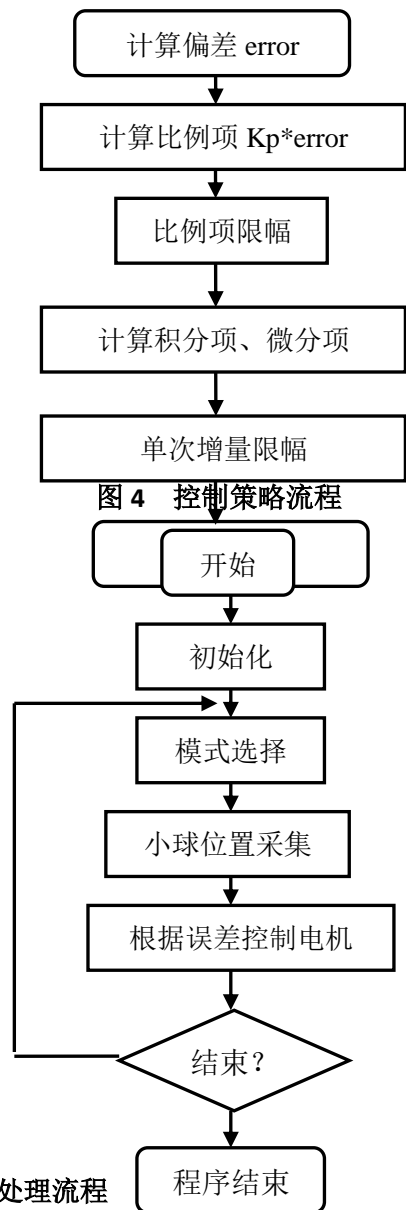 计算偏差 error
计算比例项 Kp*error
比例项限幅
计算积分项、微分项
单次增量限幅
图 4 控制策略流程
开始
初始化
模式选择
小球位置采集
根据误差控制电机
结束？
程序结束
处理流程